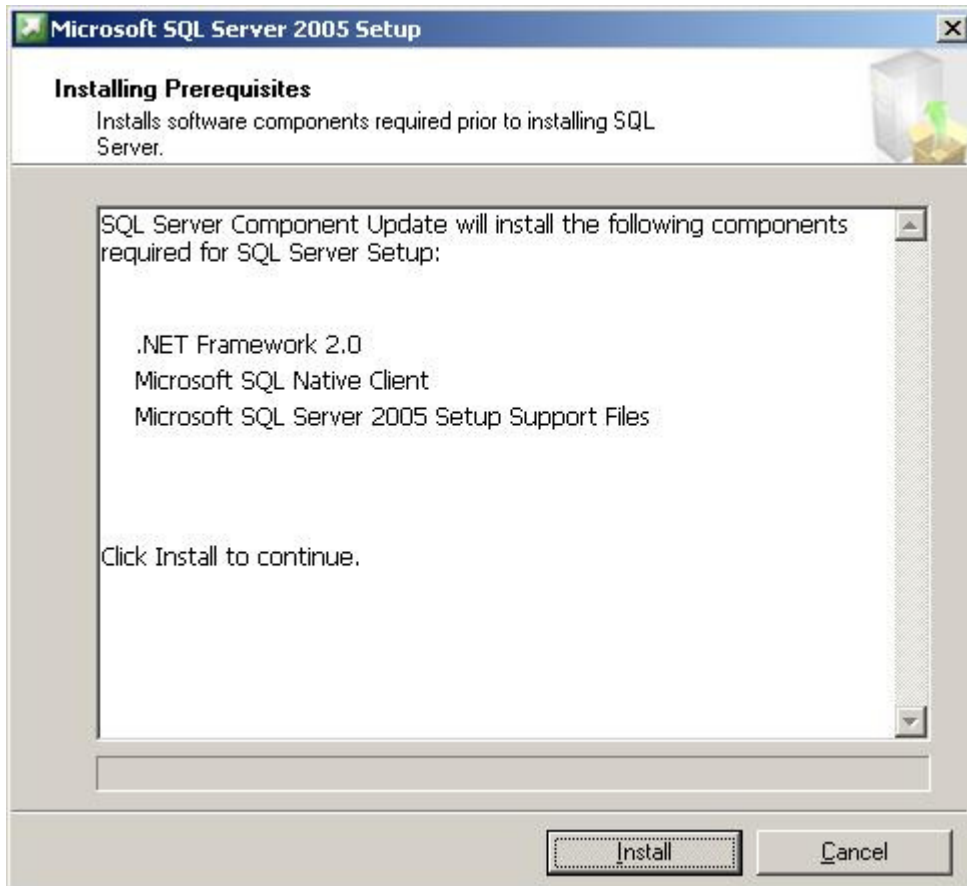 Microsoft SQL Server 2005 Setup
Installing Prerequisites
Installs software components required prior to installing SQL
Server.
SQL Server Component Update will install the following components
required for SQL Server Setup:
.NET Framework 2.0
Microsoft SQL Native Client
Microsoft SQL Server 2005 Setup Support Files
Click Install to continue.
Install
Cancel